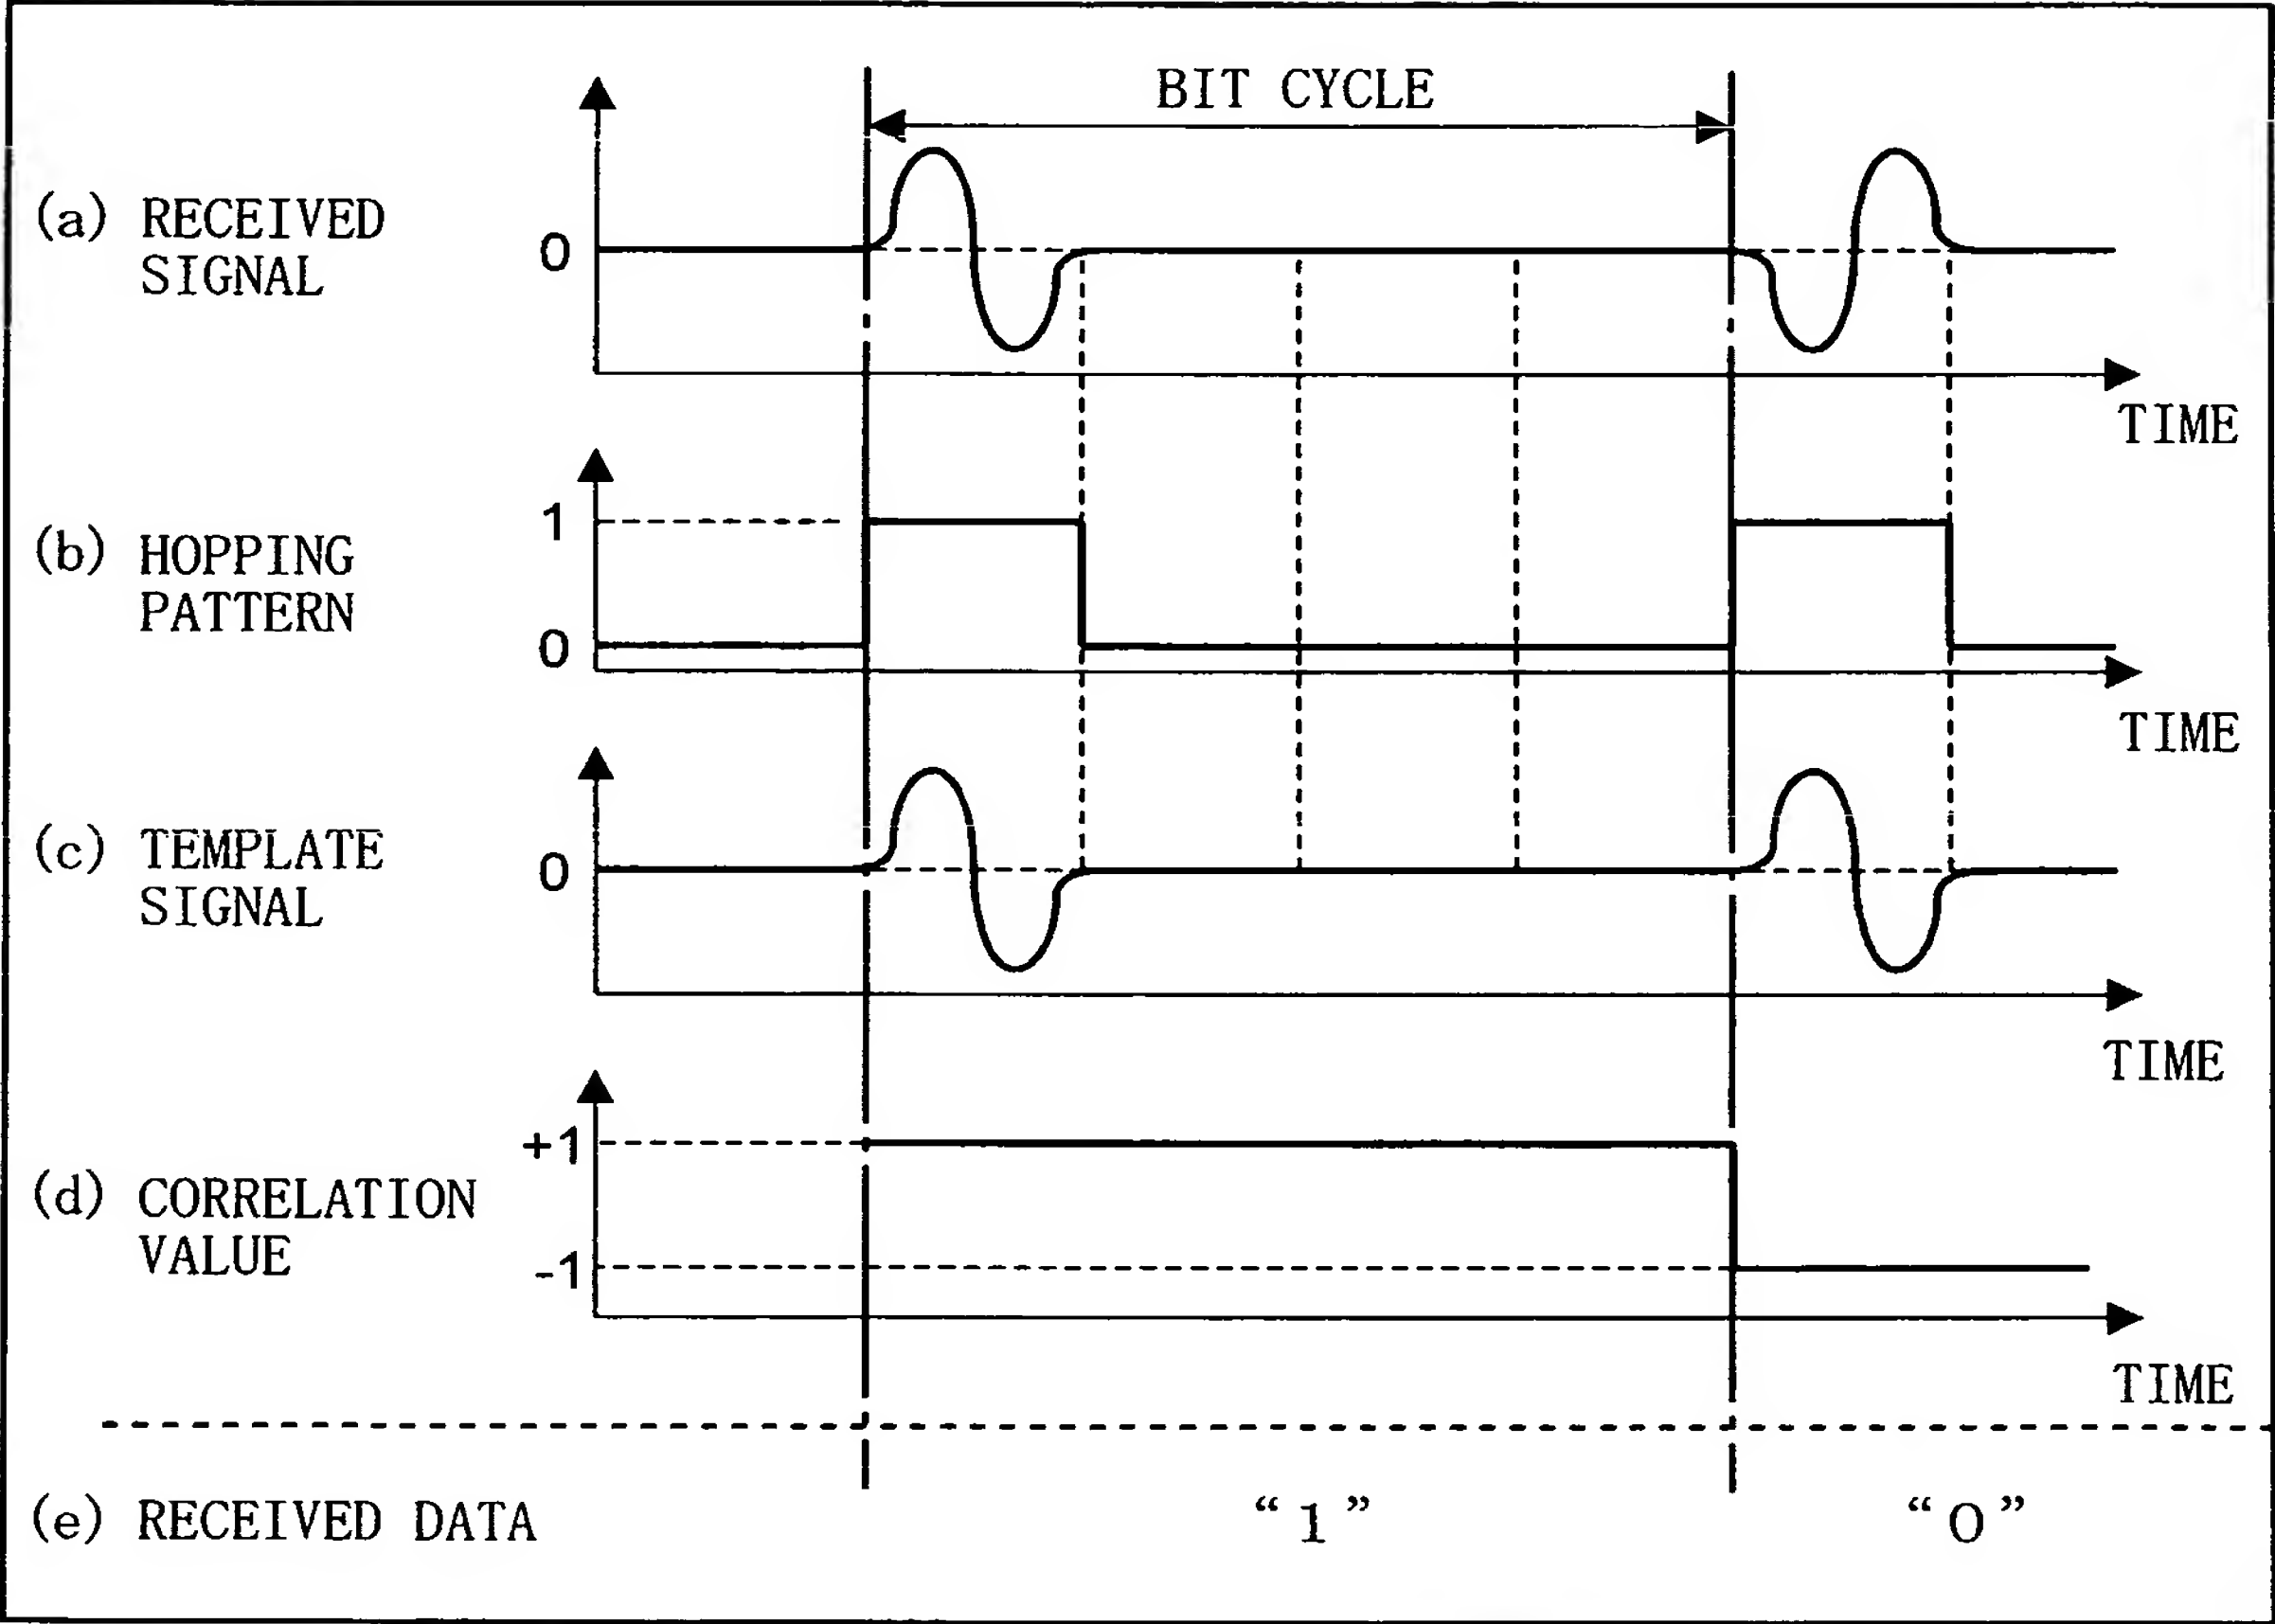 BIT CYCLE
(a) RECEIVED
SIGNAL
0
TIME
1
(b) HOPPING
PATTERN
0
TIME
(c) TEMPLATE
SIGNAL
0
TIME
+1
(d) CORRELATION
VALUE
-1
TIME
(e) RECEIVED DATA “1” “0”